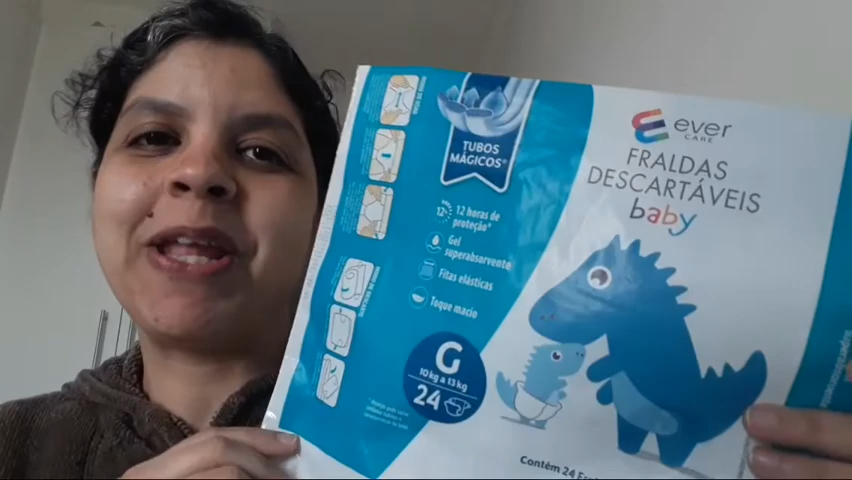 TUBOS
MÁGICOS®
12h
12 horas de
proteção*
Gel
superabsorvente
Fitas elásticas
Toque macio
G
10 kg a 13 kg
24
ever
CARE
FRALDAS
DESCARTÁVEIS
baby
Contém 24